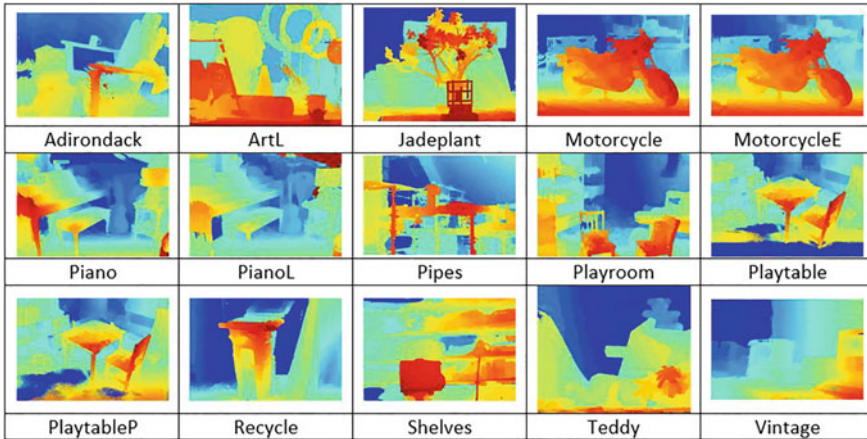 Adirondack ArtL Jadeplant Motorcycle MotorcycleE
Piano PianoL Pipes Playroom Playtable
PlaytableP Recycle Shelves Teddy Vintage